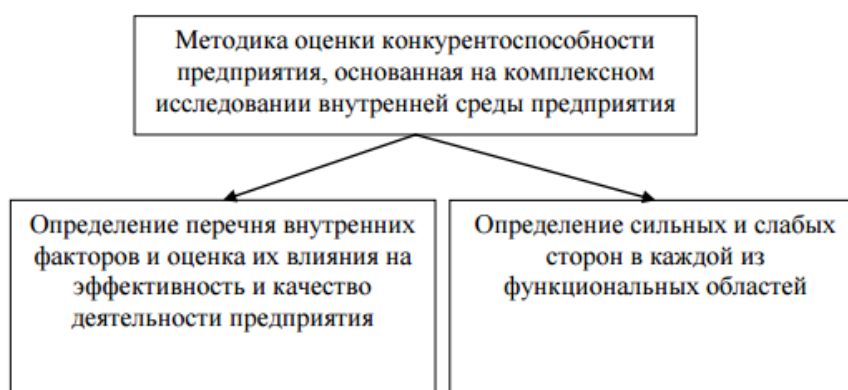 Методика оценки конкурентоспособности
предприятия, основанная на комплексном
исследовании внутренней среды предприятия
Определение перечня внутренних
факторов и оценка их влияния на
эффективность и качество
деятельности предприятия
Определение сильных и слабых
сторон в каждой из
функциональных областей